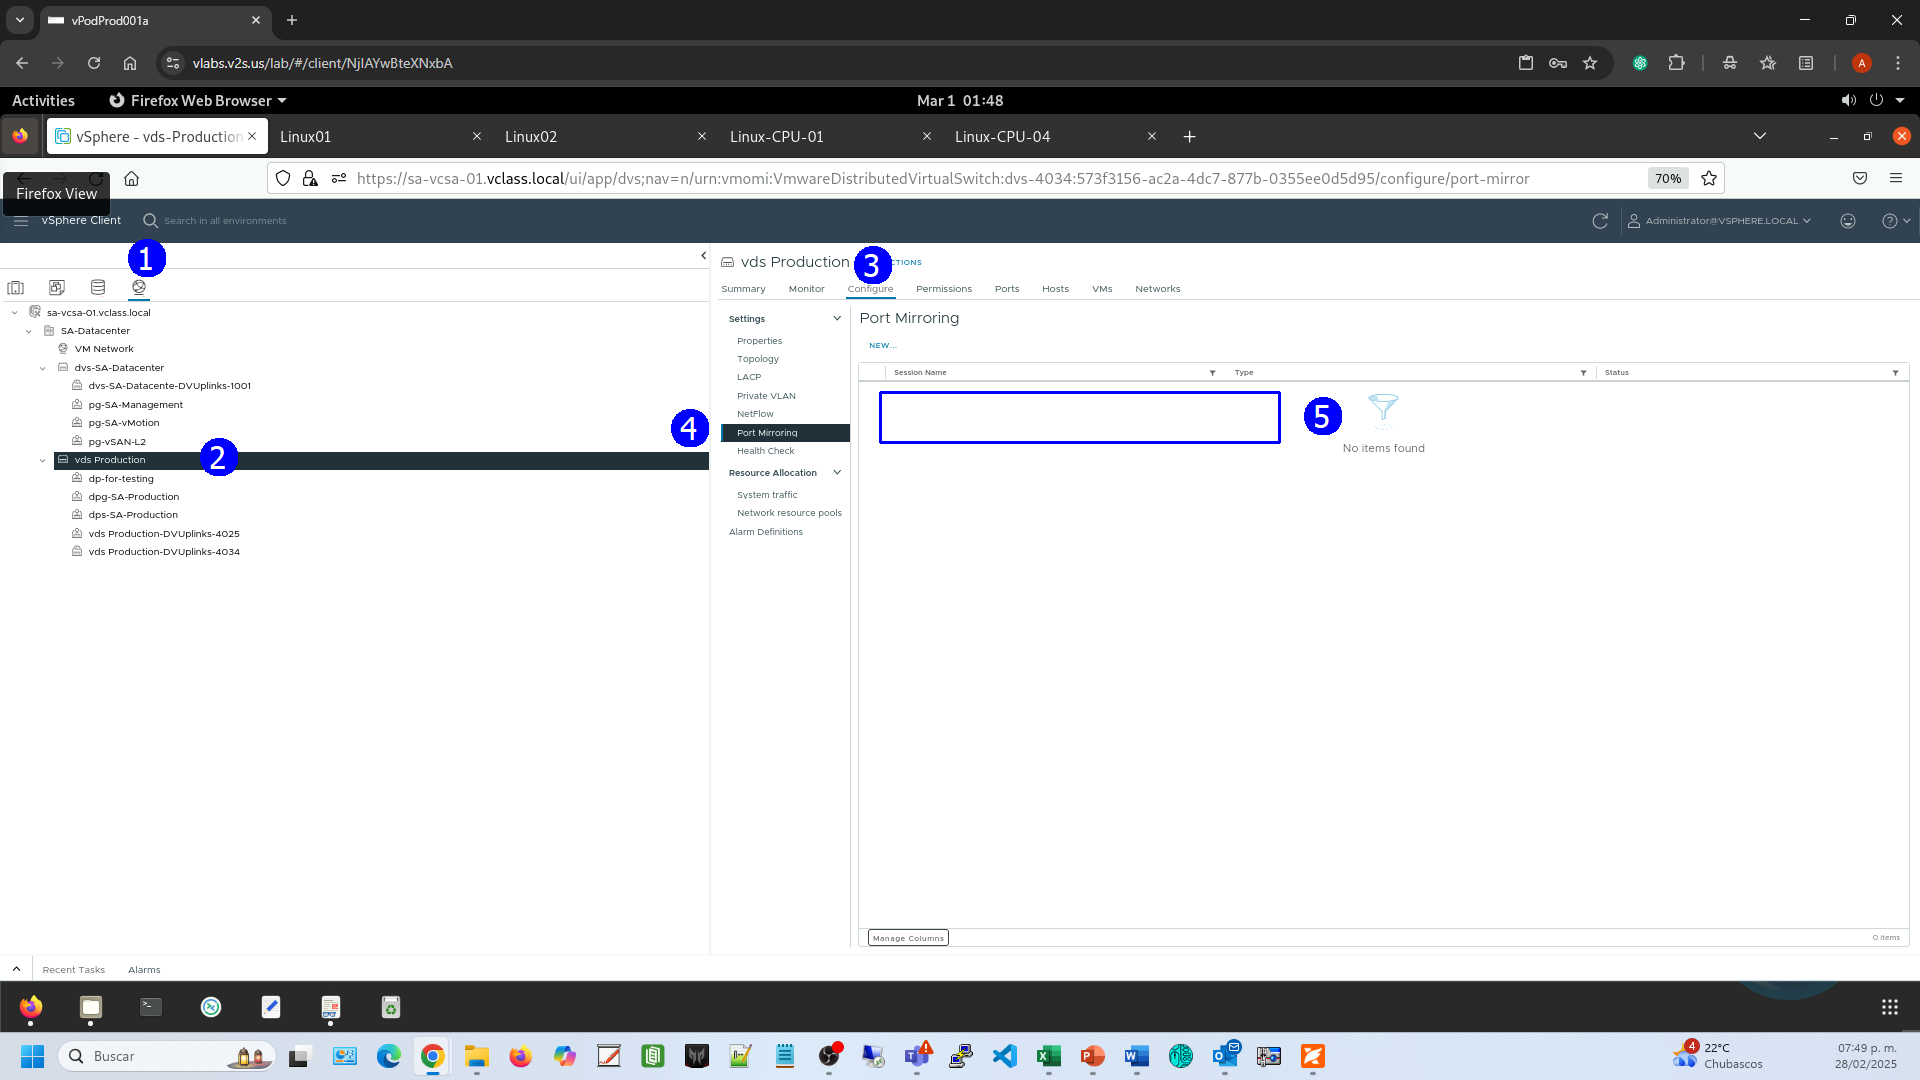 vPodProd001a
vlabs.v2s.us/lab/#/client/NjIAYwBteXNxbA
A
Activities
Firefox Web Browser
Mar 1 01:48
vSphere - vds-Production
Linux01
Linux02
Linux-CPU-01
Linux-CPU-04
https://sa-vcsa-01.vclass.local/ui/app/dvs;nav=n/urn:vmomi:VmwareDistributedVirtualSwitch:dvs-4034:573f3156-ac2a-4dc7-877b-0355ee0d5d95/configure/port-mirror
70%
Firefox View
vSphere Client
Search in all environments
Administrator@VSPHERE.LOCAL
1
sa-vcsa-01.vclass.local
SA-Datacenter
VM Network
dvs-SA-Datacenter
dvs-SA-Datacente-DVUplinks-1001
pg-SA-Management
pg-SA-vMotion
pg-vSAN-L2
vds Production
2
dp-for-testing
dpg-SA-Production
dps-SA-Production
vds Production-DVUplinks-4025
vds Production-DVUplinks-4034
vds Production
3
CTIONS
Summary
Monitor
Configure
Permissions
Ports
Hosts
VMs
Networks
Settings
Properties
Topology
LACP
Private VLAN
NetFlow
4
Port Mirroring
Health Check
Resource Allocation
System traffic
Network resource pools
Alarm Definitions
Port Mirroring
NEW...
Session Name
Type
Status
5
No items found
Manage Columns
0 items
Recent Tasks
Alarms
Buscar
4
22°C
Chubascos
07:49 p. m.
28/02/2025